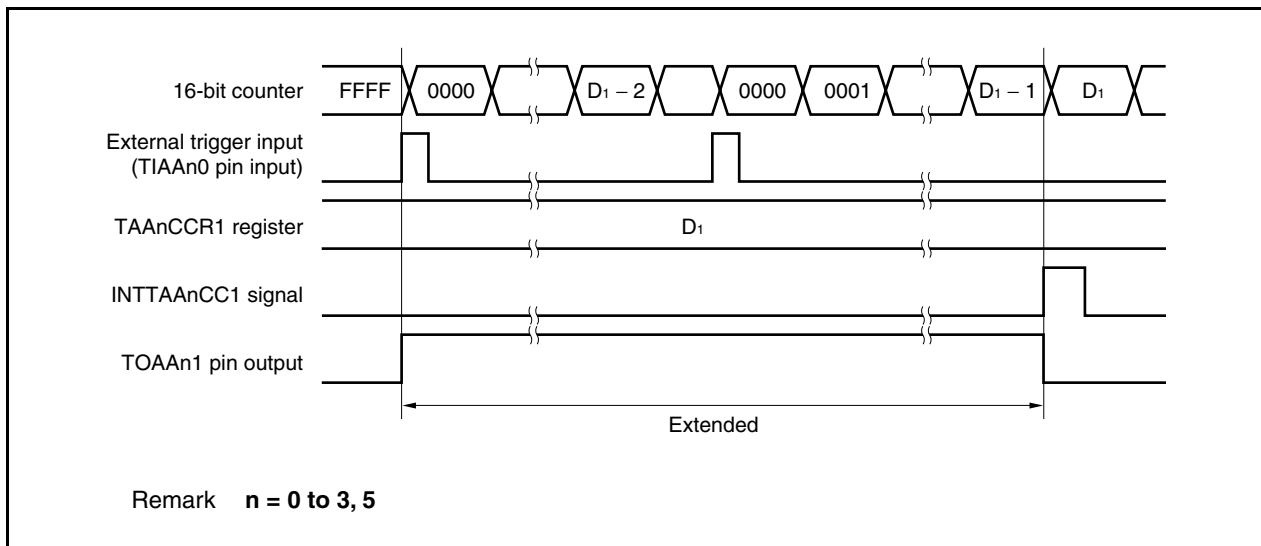 16-bit counter FFFF 0000 D1 − 2 0000 0001 D1 − 1 D1
External trigger input
(TIAAn0 pin input)
TAAnCCR1 register D1
INTTAAnCC1 signal
TOAAn1 pin output
Extended
Remark n = 0 to 3, 5